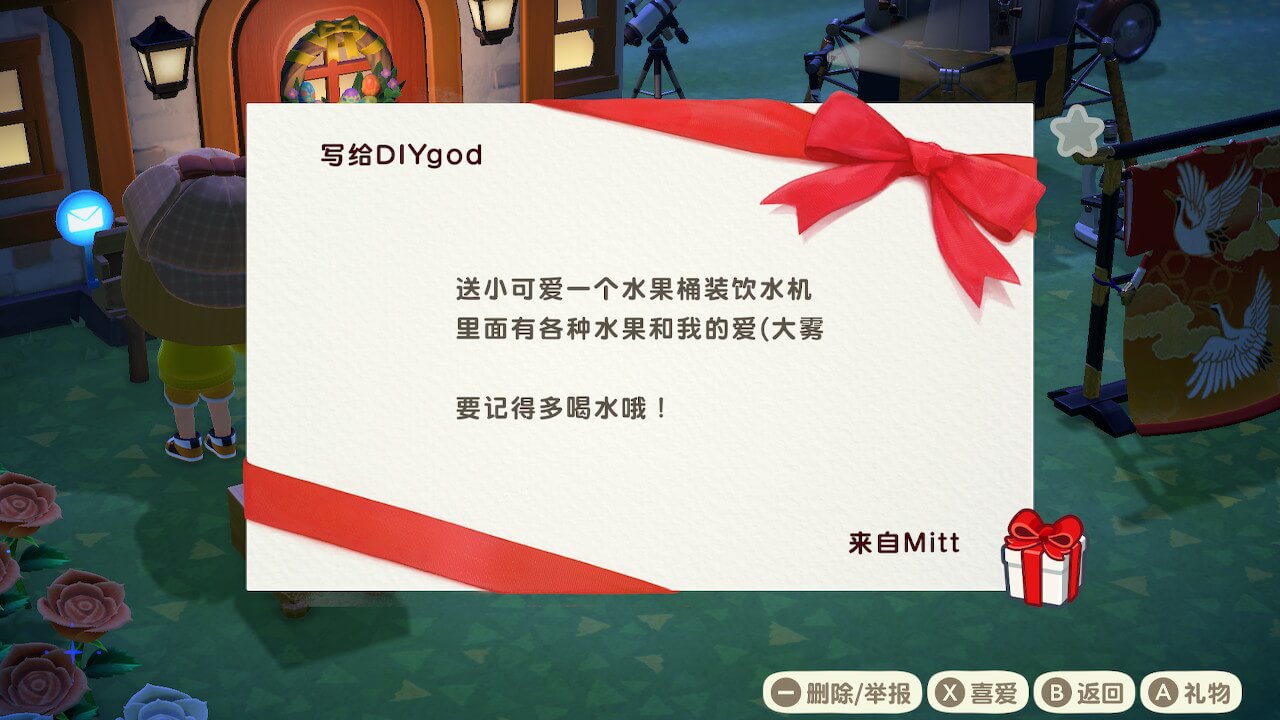 写给DIYgod
送小可爱一个水果桶装饮水机
里面有各种水果和我的爱(大雾
要记得多喝水哦！
来自Mitt
删除/举报 X 喜爱 B 返回 A 礼物